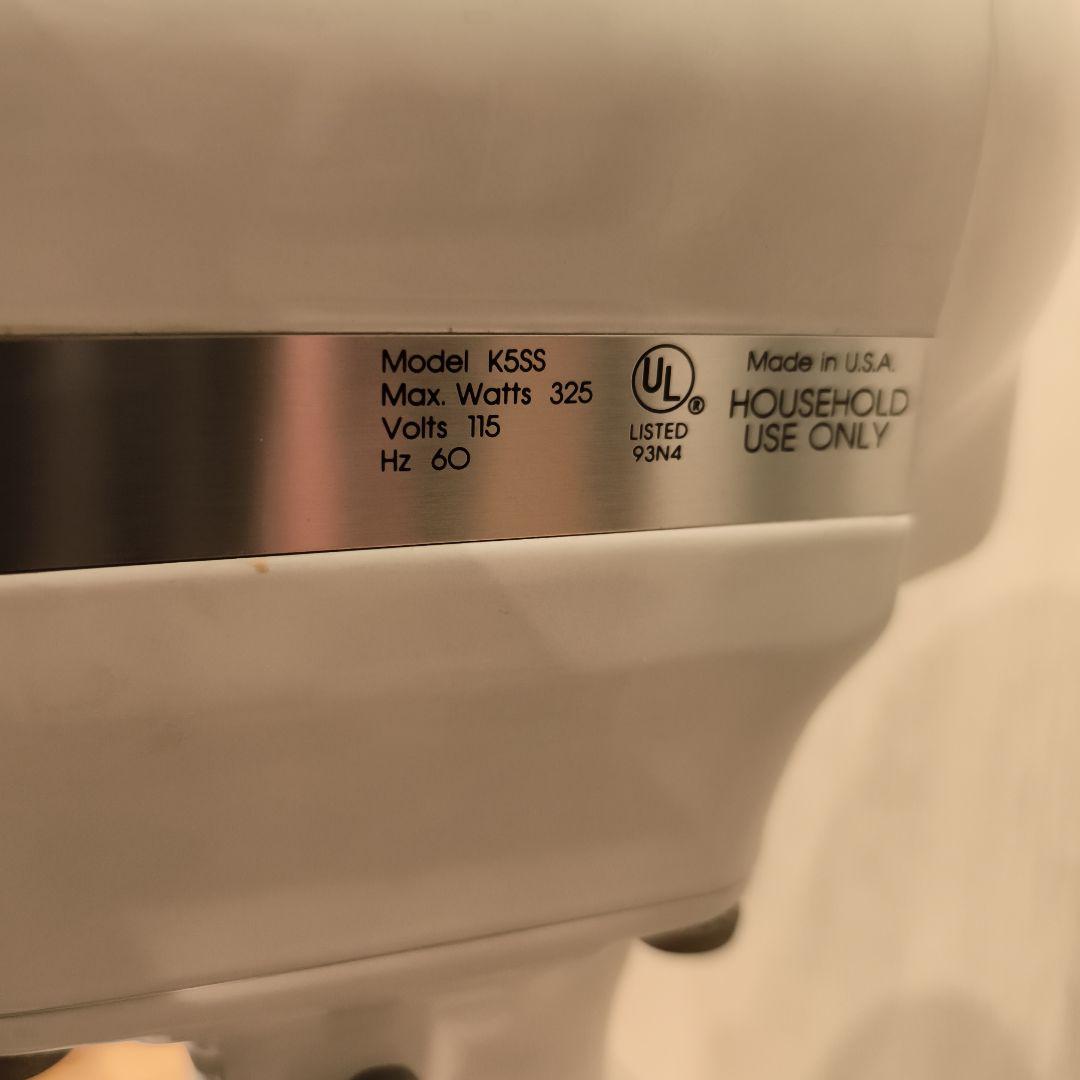 Model K5SS
Max. Watts 325
Volts 115
Hz 60
UL®
LISTED
93N4
Made in U.S.A.
HOUSEHOLD
USE ONLY